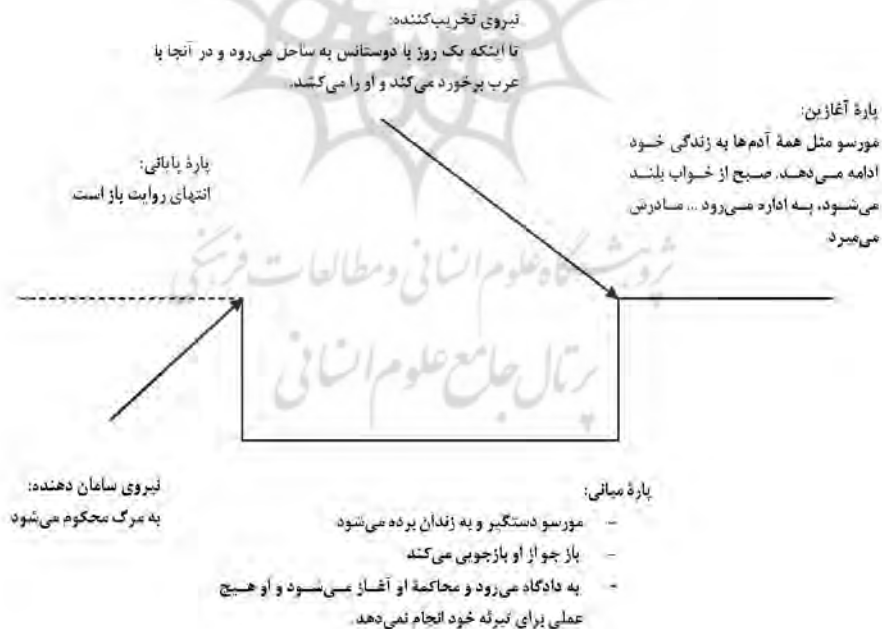 نیروی تخریب‌کننده:
تا اینکه یک روز با دوستانس به ساحل می‌رود و در آنجا با
عرب برخورد می‌کند و او را می‌کشد.
پارهٔ آغازین:
مورسو مثل همهٔ آدم‌ها به زندگی خود
ادامه می‌دهد. صبح از خواب بلند
می‌شود، به اداره می‌رود ... مادرش
می‌میرد
پارهٔ پایانی:
انتهای روایت باز است
پژوهشگاه علوم انسانی و مطالعات فرهنگی
پرتال جامع علوم انسانی
نیروی سامان دهنده:
به مرگ محکوم می‌شود
پارهٔ میانی:
- مورسو دستگیر و به زندان برده می‌شود
- باز جو از او بازجویی می‌کند
- به دادگاه می‌رود و محاکمهٔ او آغاز می‌شود و او هیچ
عملی برای تبرئه خود انجام نمی‌دهد.